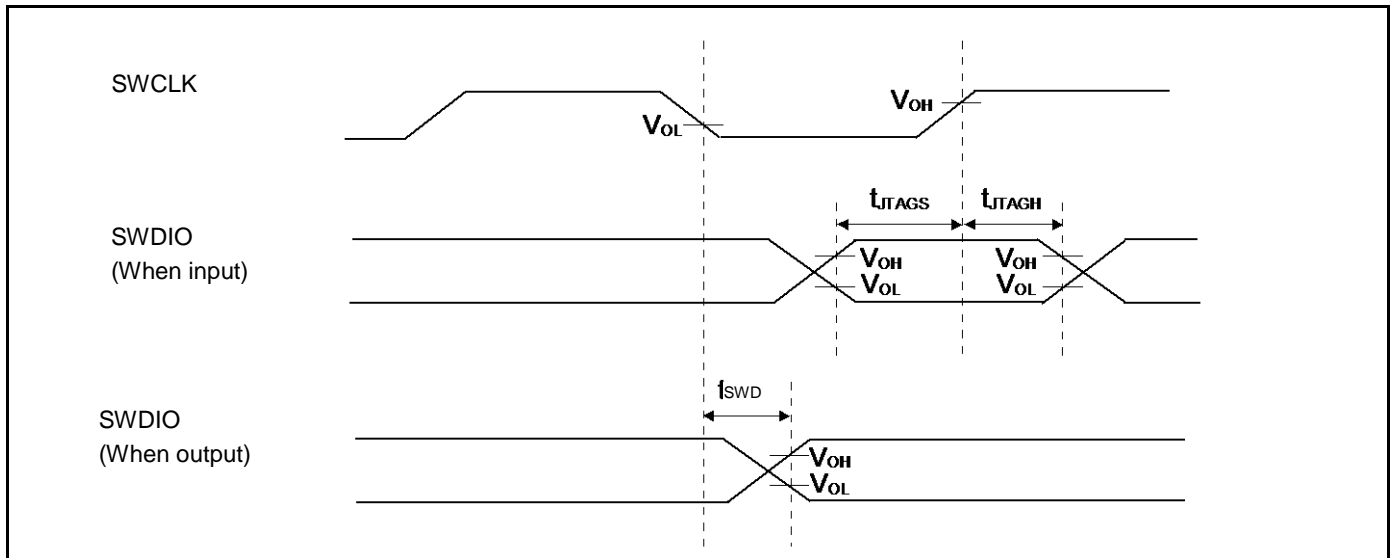 SWCLK
VOH
VOL
tJTAGS tJTAGH
SWDIO
(When input)
VOH VOH
VOL VOL
tSWD
SWDIO
(When output)
VOH
VOL